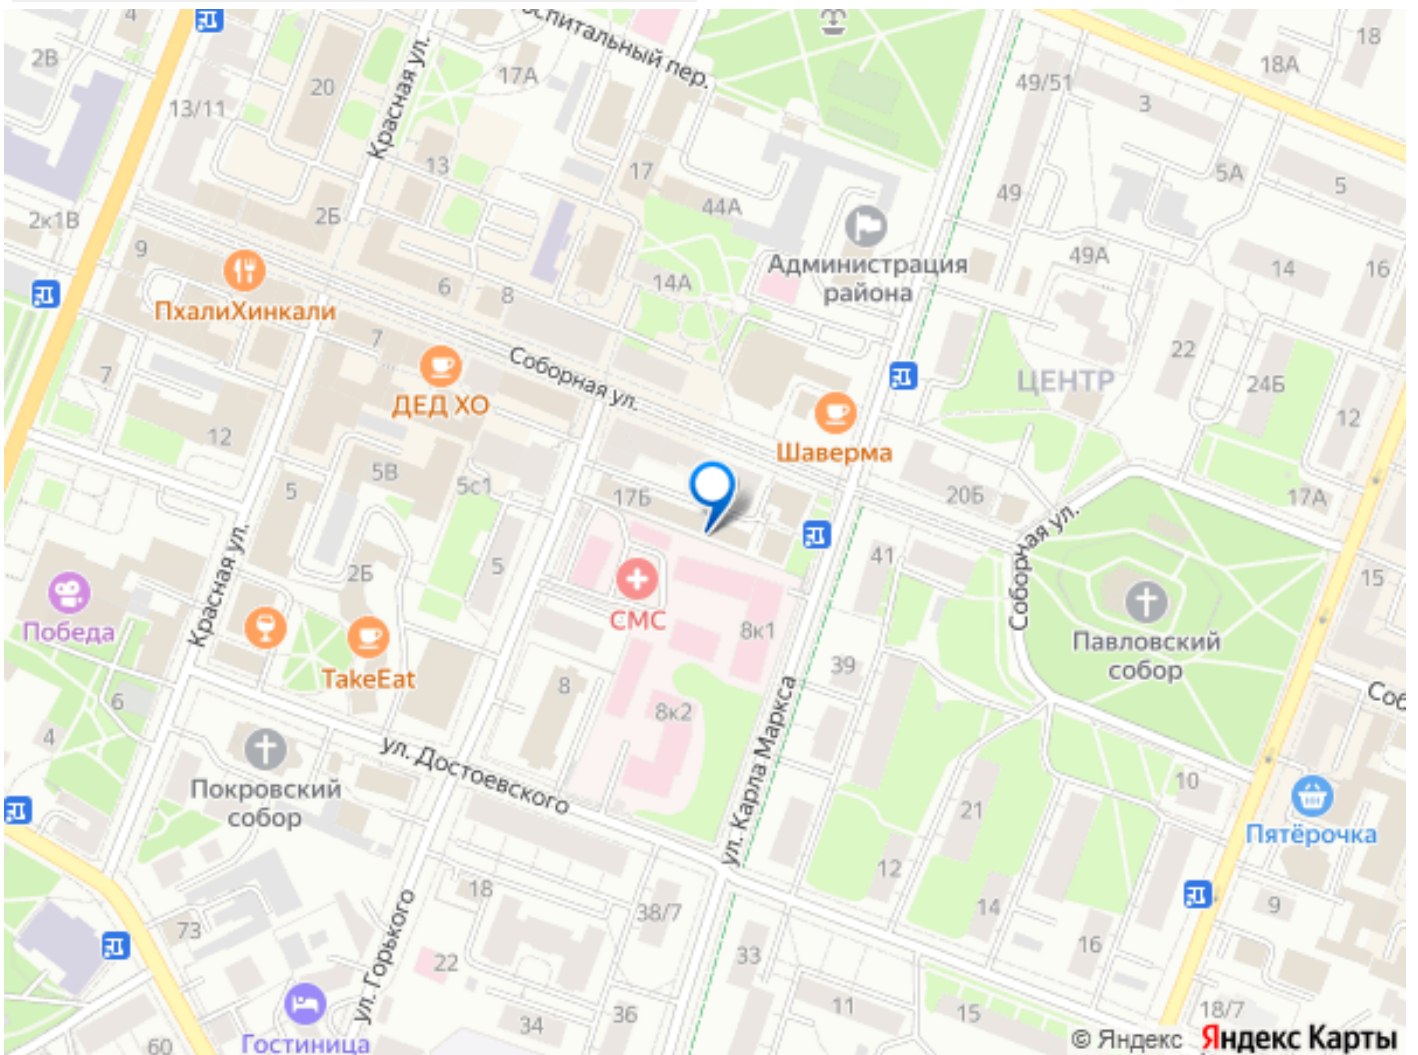 4
2В
20
Красная ул.
17А
Госпитальный пер.
18
18А
49/51
3
13/11
13
17
5А
5
2к1В
2Б
44А
49
9
Администрация
района
49А
14
16
ПхалиХинкали
6
8
14А
7
7
Соборная ул.
22
ЦЕНТР
24Б
ДЕД ХО
12
12
Шаверма
5В
5с1
5
17Б
20Б
17А
Красная ул.
2Б
5
41
Соборная ул.
15
Победа
СМС
8к1
Павловский
собор
39
TakeEat
6
8
8к2
Соб
4
ул. Достоевского
ул. Карла Маркса
Покровский
собор
10
21
Пятёрочка
12
18
38/7
14
9
73
ул. Горького
22
33
16
11
15
18/7
34
36
60
Гостиница
© Яндекс Яндекс Карты